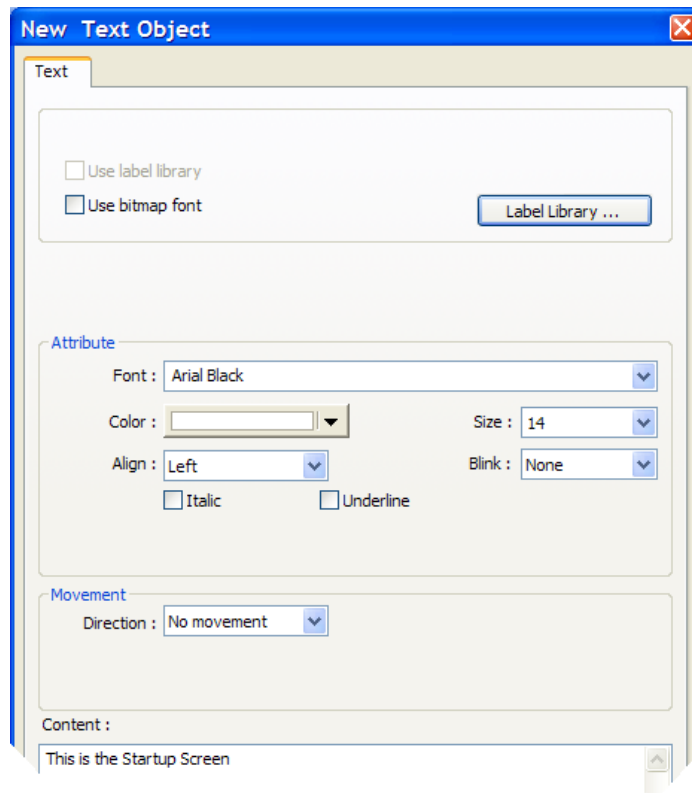 New Text Object
Text
Use label library
Use bitmap font
Label Library ...
Attribute
Font : Arial Black
Color :
Size : 14
Align : Left
Blink : None
Italic
Underline
Movement
Direction : No movement
Content :
This is the Startup Screen